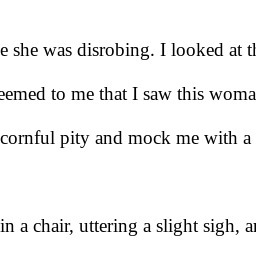 e she was disrobing. I looked at th
eemed to me that I saw this woma
cornful pity and mock me with a
in a chair, uttering a slight sigh, an